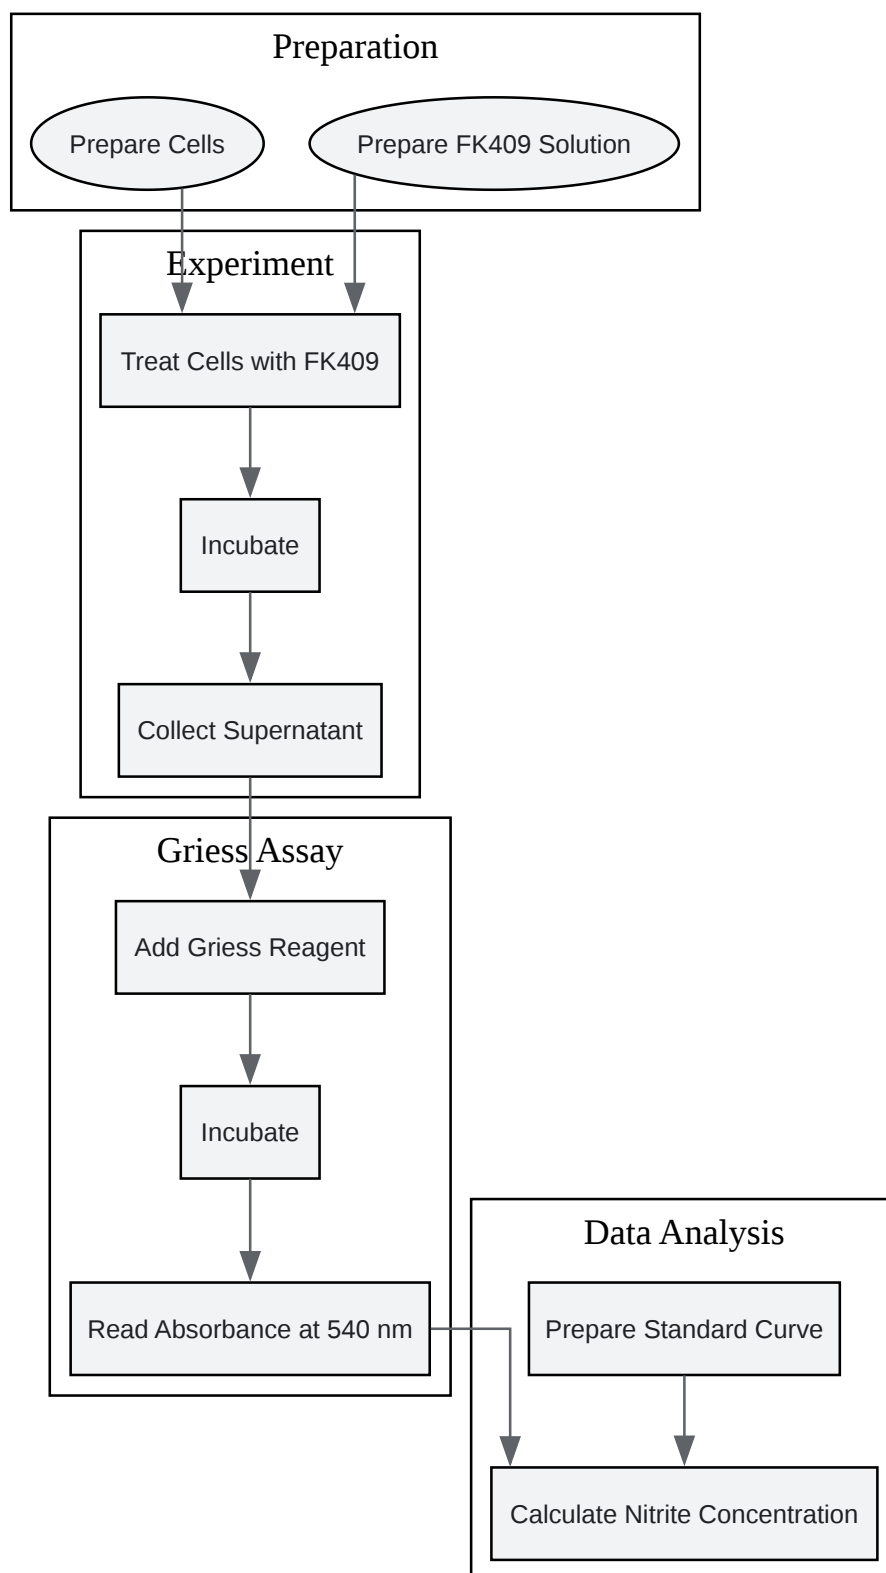 Preparation
Prepare Cells
Prepare FK409 Solution
Experiment
Treat Cells with FK409
Incubate
Collect Supernatant
Griess Assay
Add Griess Reagent
Incubate
Read Absorbance at 540 nm
Data Analysis
Prepare Standard Curve
Calculate Nitrite Concentration